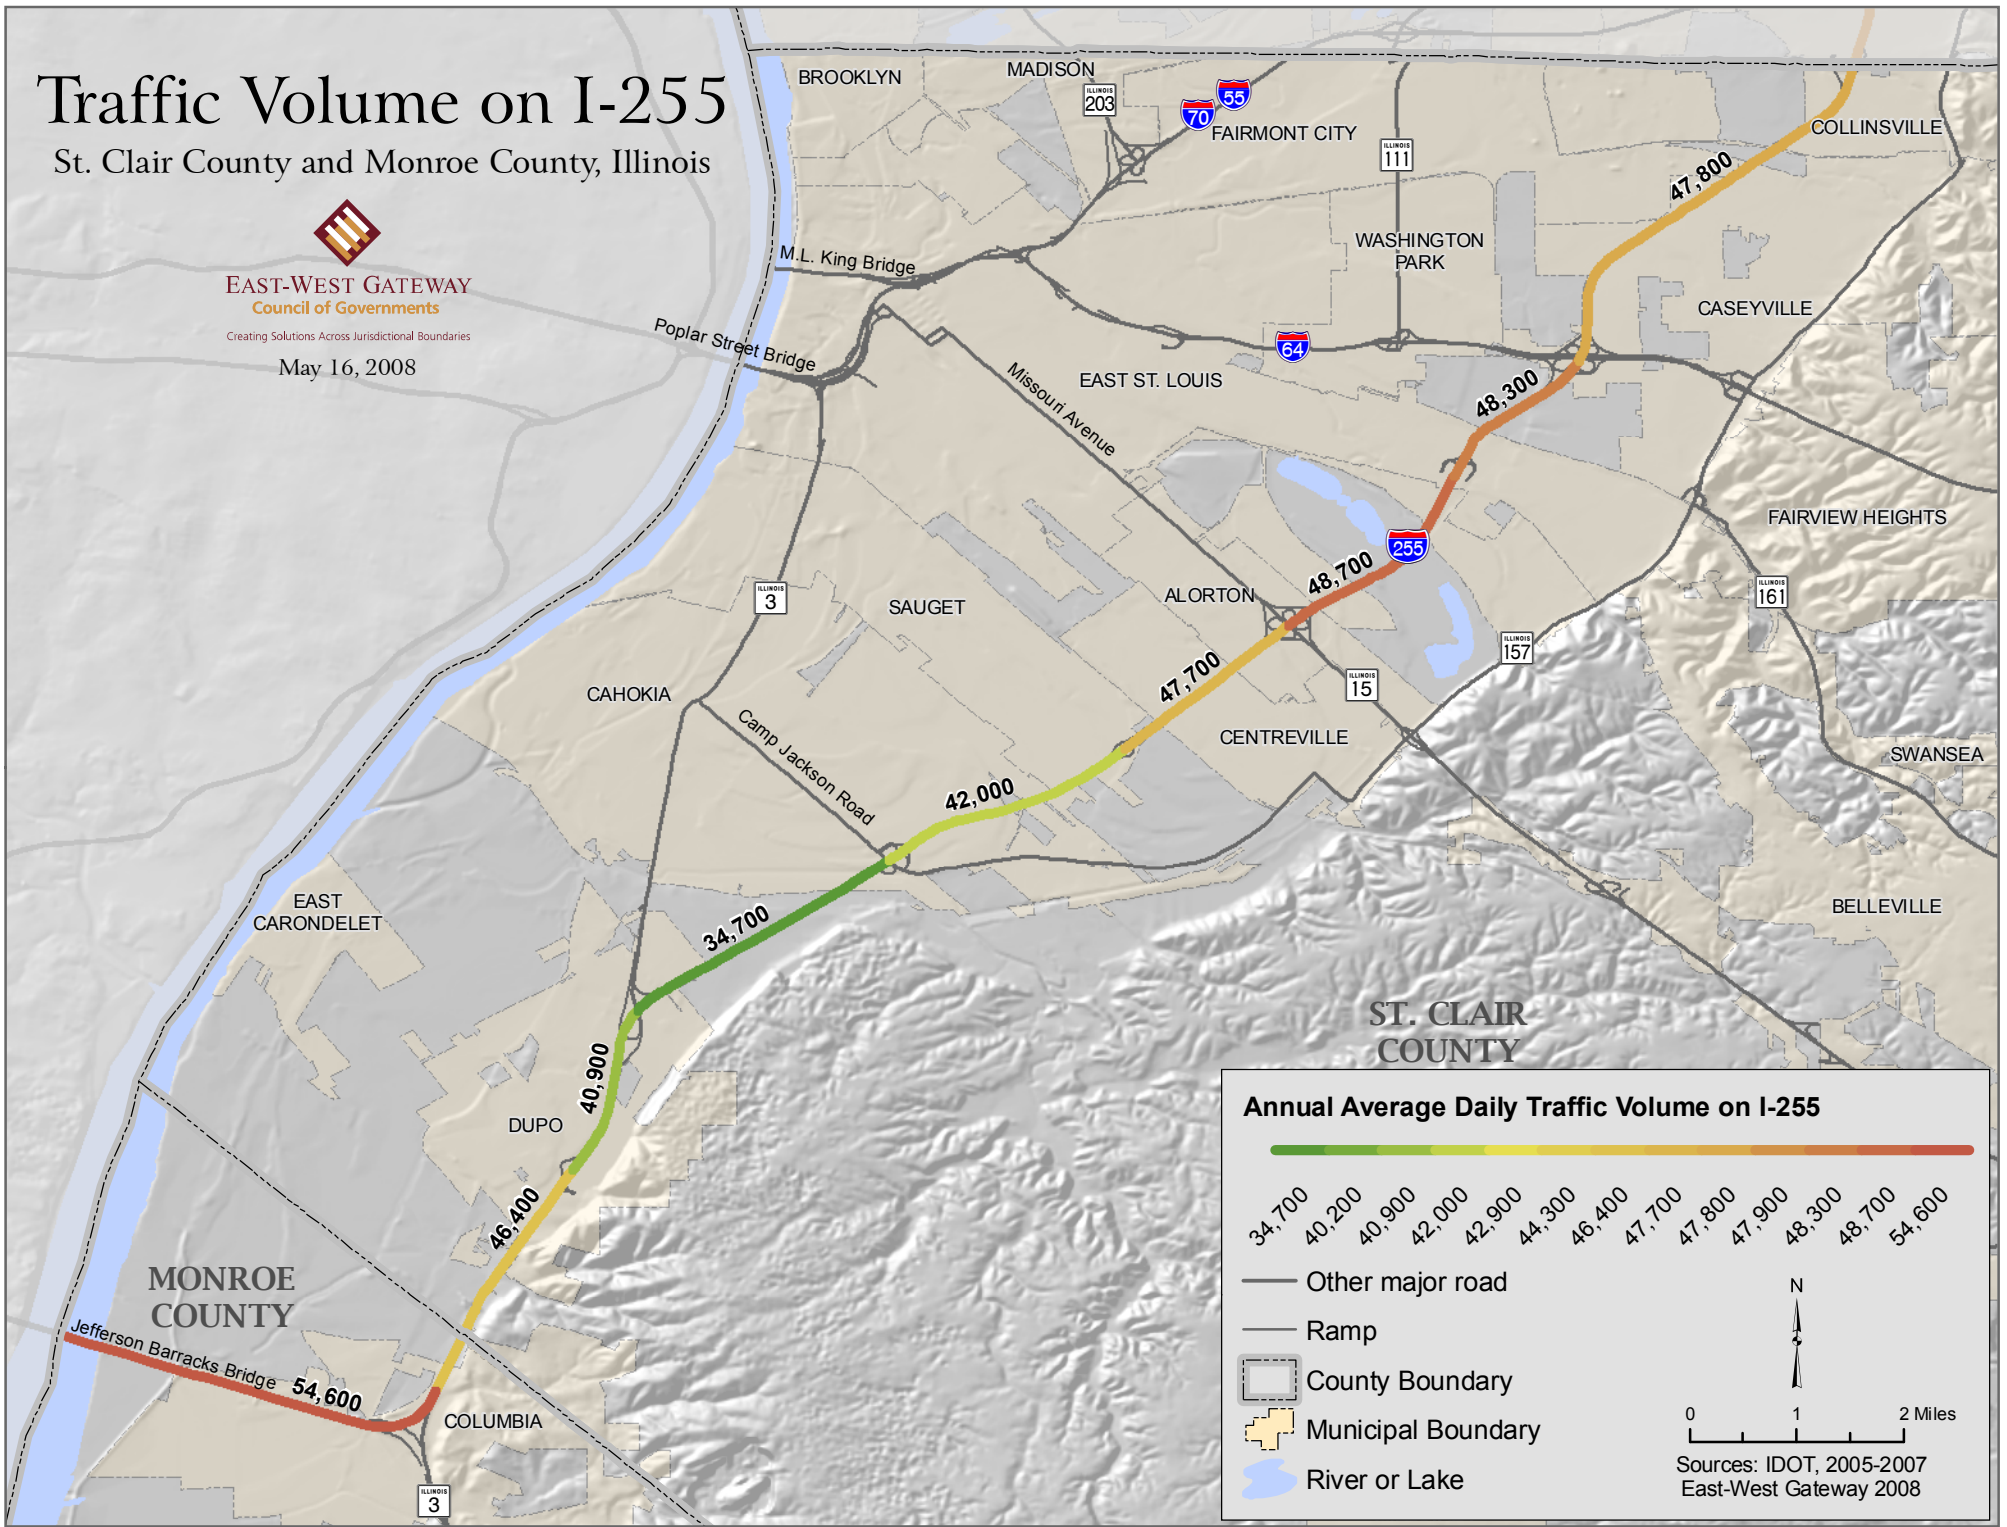 Traffic Volume on I-255
St. Clair County and Monroe County, Illinois
EAST-WEST GATEWAY
Council of Governments
Creating Solutions Across Jurisdictional Boundaries
May 16, 2008
BROOKLYN
MADISON
ILLINOIS
203
70
55
FAIRMONT CITY
ILLINOIS
111
COLLINSVILLE
47,800
WASHINGTON
PARK
M.L. King Bridge
CASEYVILLE
Poplar Street Bridge
64
Missouri Avenue
EAST ST. LOUIS
48,300
FAIRVIEW HEIGHTS
255
48,700
ILLINOIS
3
SAUGET
ALORTON
ILLINOIS
161
ILLINOIS
157
47,700
ILLINOIS
15
CAHOKIA
Camp Jackson Road
CENTREVILLE
SWANSEA
42,000
EAST
CARONDELET
34,700
BELLEVILLE
ST. CLAIR
COUNTY
40,900
DUPO
46,400
MONROE
COUNTY
Jefferson Barracks Bridge
54,600
COLUMBIA
ILLINOIS
3
Annual Average Daily Traffic Volume on I-255
34,700
40,200
40,900
42,000
42,900
44,300
46,400
47,700
47,800
47,900
48,300
48,700
54,600
Other major road
Ramp
County Boundary
Municipal Boundary
River or Lake
N
0 1 2 Miles
Sources: IDOT, 2005-2007
East-West Gateway 2008